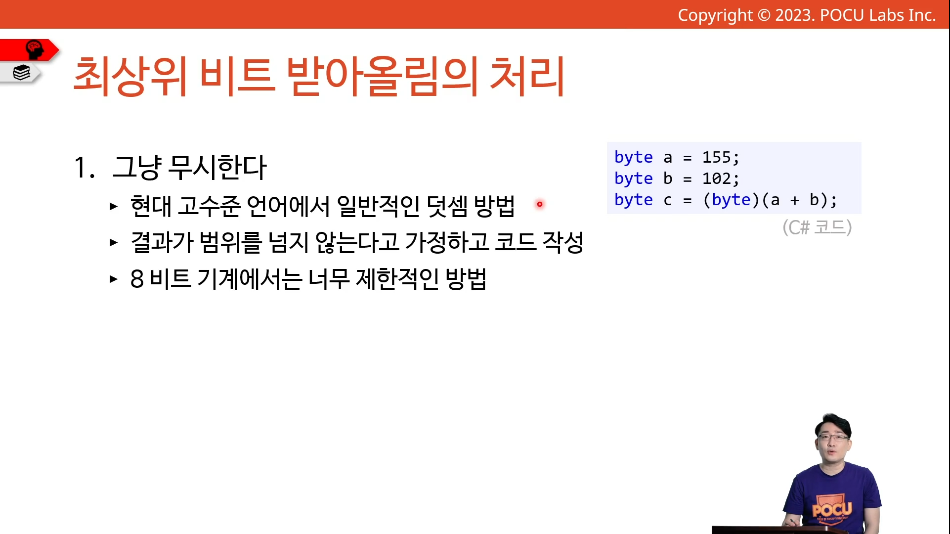 Copyright © 2023. POCU Labs Inc.
최상위 비트 받아올림의 처리
1. 그냥 무시한다
▸ 현대 고수준 언어에서 일반적인 덧셈 방법
▸ 결과가 범위를 넘지 않는다고 가정하고 코드 작성
▸ 8 비트 기계에서는 너무 제한적인 방법
byte a = 155;
byte b = 102;
byte c = (byte)(a + b);
(C# 코드)
POCU